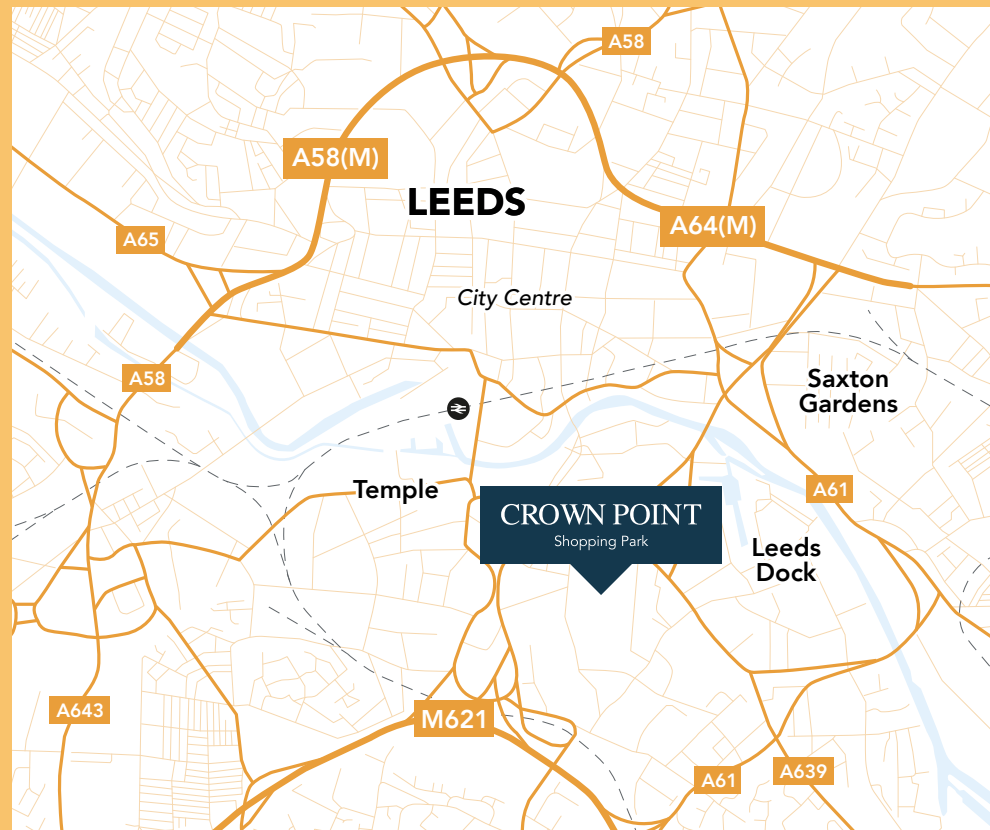 A58
A58(M)
LEEDS
A64(M)
A65
City Centre
A58
Saxton
Gardens
Temple
A61
CROWN POINT
Shopping Park
Leeds
Dock
A643
M621
A61
A639